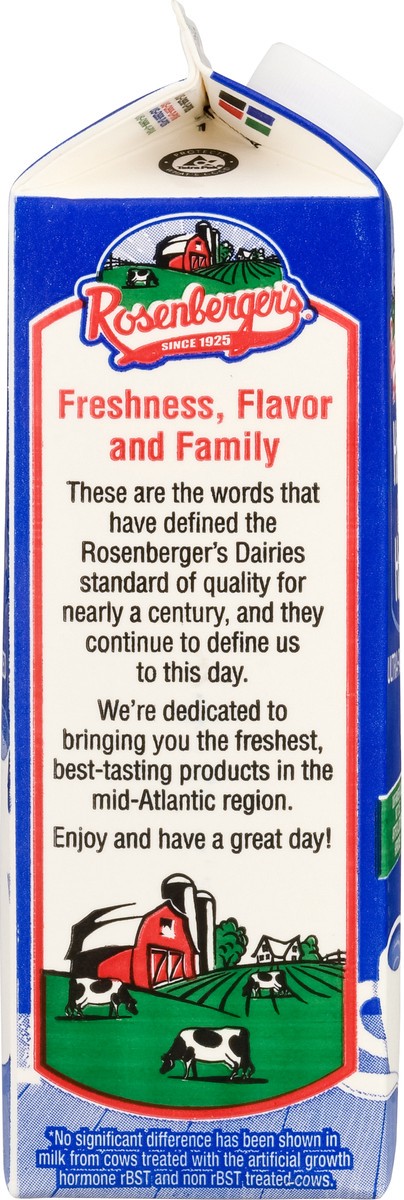 Tetra Pak
Rosenberger's®
SINCE 1925
Freshness, Flavor
and Family
These are the words that
have defined the
Rosenberger's Dairies
standard of quality for
nearly a century, and they
continue to define us
to this day.
We're dedicated to
bringing you the freshest,
best-tasting products in the
mid-Atlantic region.
Enjoy and have a great day!
*No significant difference has been shown in
milk from cows treated with the artificial growth
hormone rBST and non rBST treated cows.